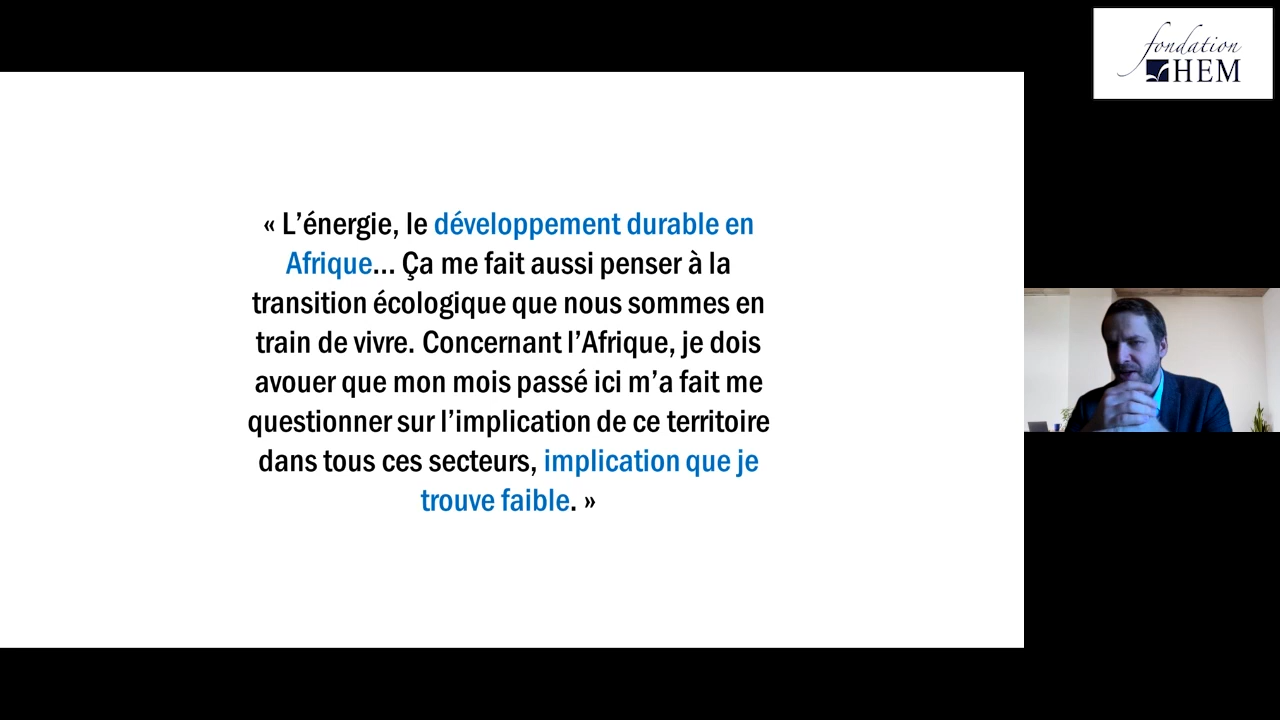 fondation
HEM
« L’énergie, le développement durable en
Afrique... Ça me fait aussi penser à la
transition écologique que nous sommes en
train de vivre. Concernant l’Afrique, je dois
avouer que mon mois passé ici m’a fait me
questionner sur l’implication de ce territoire
dans tous ces secteurs, implication que je
trouve faible. »